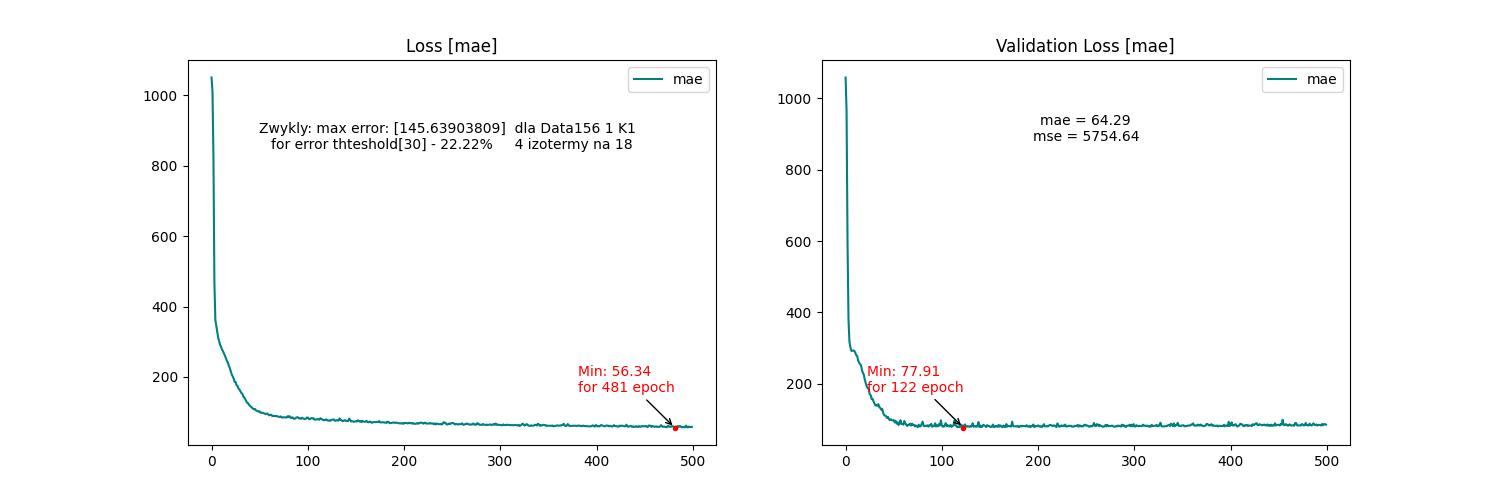 Loss [mae]
mae
1000
800
600
400
200
0
100
200
300
400
500
Zwykly: max error: [145.63903809]  dla Data156 1 K1
for error thteshold[30] - 22.22%     4 izotermy na 18
Min: 56.34
for 481 epoch
Validation Loss [mae]
mae
1000
800
600
400
200
0
100
200
300
400
500
mae = 64.29
mse = 5754.64
Min: 77.91
for 122 epoch